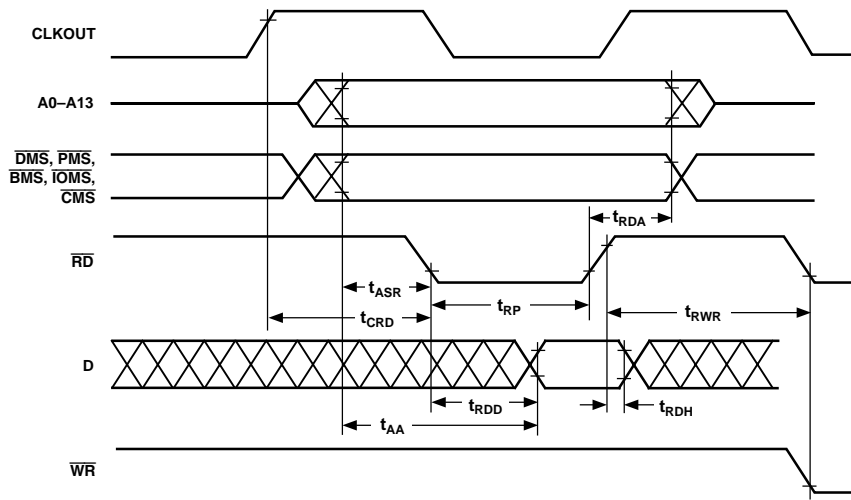 CLKOUT
A0–A13
DMS, PMS,
BMS, IOMS,
CMS
tRDA
RD
tASR
tCRD
tRP
tRWR
D
tRDD
tRDH
tAA
WR